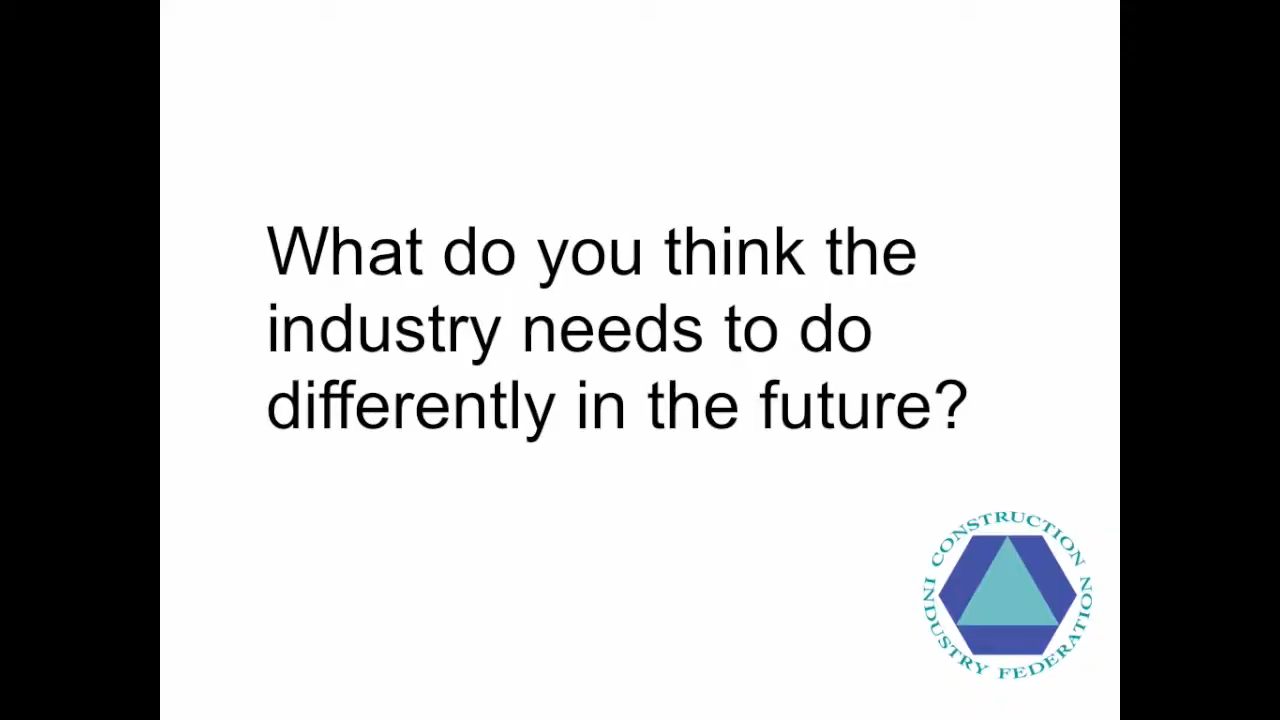 What do you think the
industry needs to do
differently in the future?
CONSTRUCTION
INDUSTRY FEDERATION